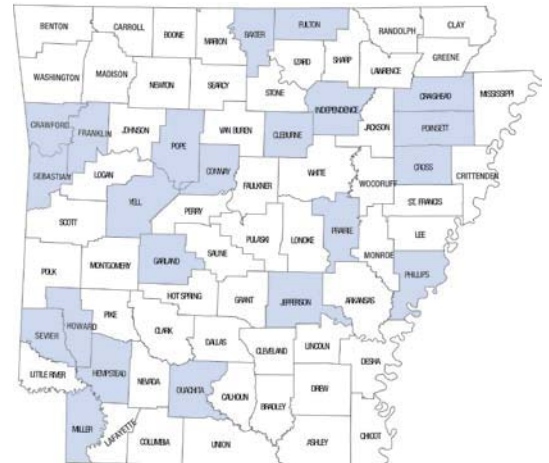 BENTON
CARROLL
BOONE
MARION
BAXTER
FULTON
RANDOLPH
CLAY
IZARD
SHARP
GREENE
LAWRENCE
WASHINGTON
MADISON
NEWTON
SEARCY
STONE
INDEPENDENCE
CRAIGHEAD
MISSISSIPPI
CRAWFORD
FRANKLIN
JOHNSON
POPE
VAN BUREN
CLEBURNE
JACKSON
POINSETT
SEBASTIAN
LOGAN
CONWAY
FAULKNER
WHITE
WOODRUFF
CROSS
CRITTENDEN
YELL
PERRY
ST. FRANCIS
SCOTT
PULASKI
LONOKE
PRAIRIE
MONROE
LEE
POLK
MONTGOMERY
GARLAND
SALINE
PHILLIPS
HOT SPRING
GRANT
JEFFERSON
ARKANSAS
SEVIER
HOWARD
PIKE
CLARK
DALLAS
CLEVELAND
LINCOLN
DESHA
LITTLE RIVER
HEMPSTEAD
NEVADA
OUACHITA
CALHOUN
BRADLEY
DREW
MILLER
LAFAYETTE
COLUMBIA
UNION
ASHLEY
CHICOT